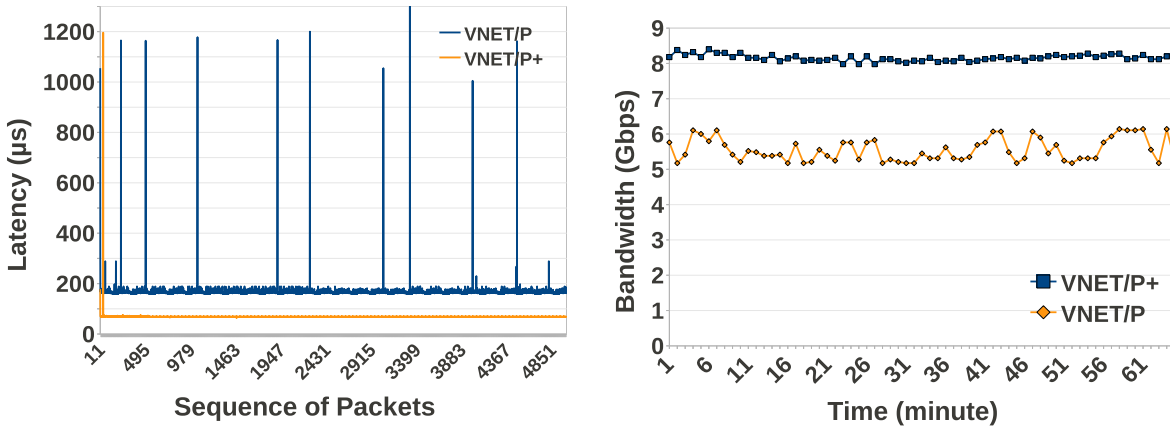 1200
1000
800
600
400
200
0
Latency (µs)
VNET/P
VNET/P+
11 495 979 1463 1947 2431 2915 3399 3883 4367 4851
Sequence of Packets
9
8
7
6
5
4
3
2
1
0
Bandwidth (Gbps)
VNET/P+
VNET/P
1 6 11 16 21 26 31 36 41 46 51 56 61
Time (minute)